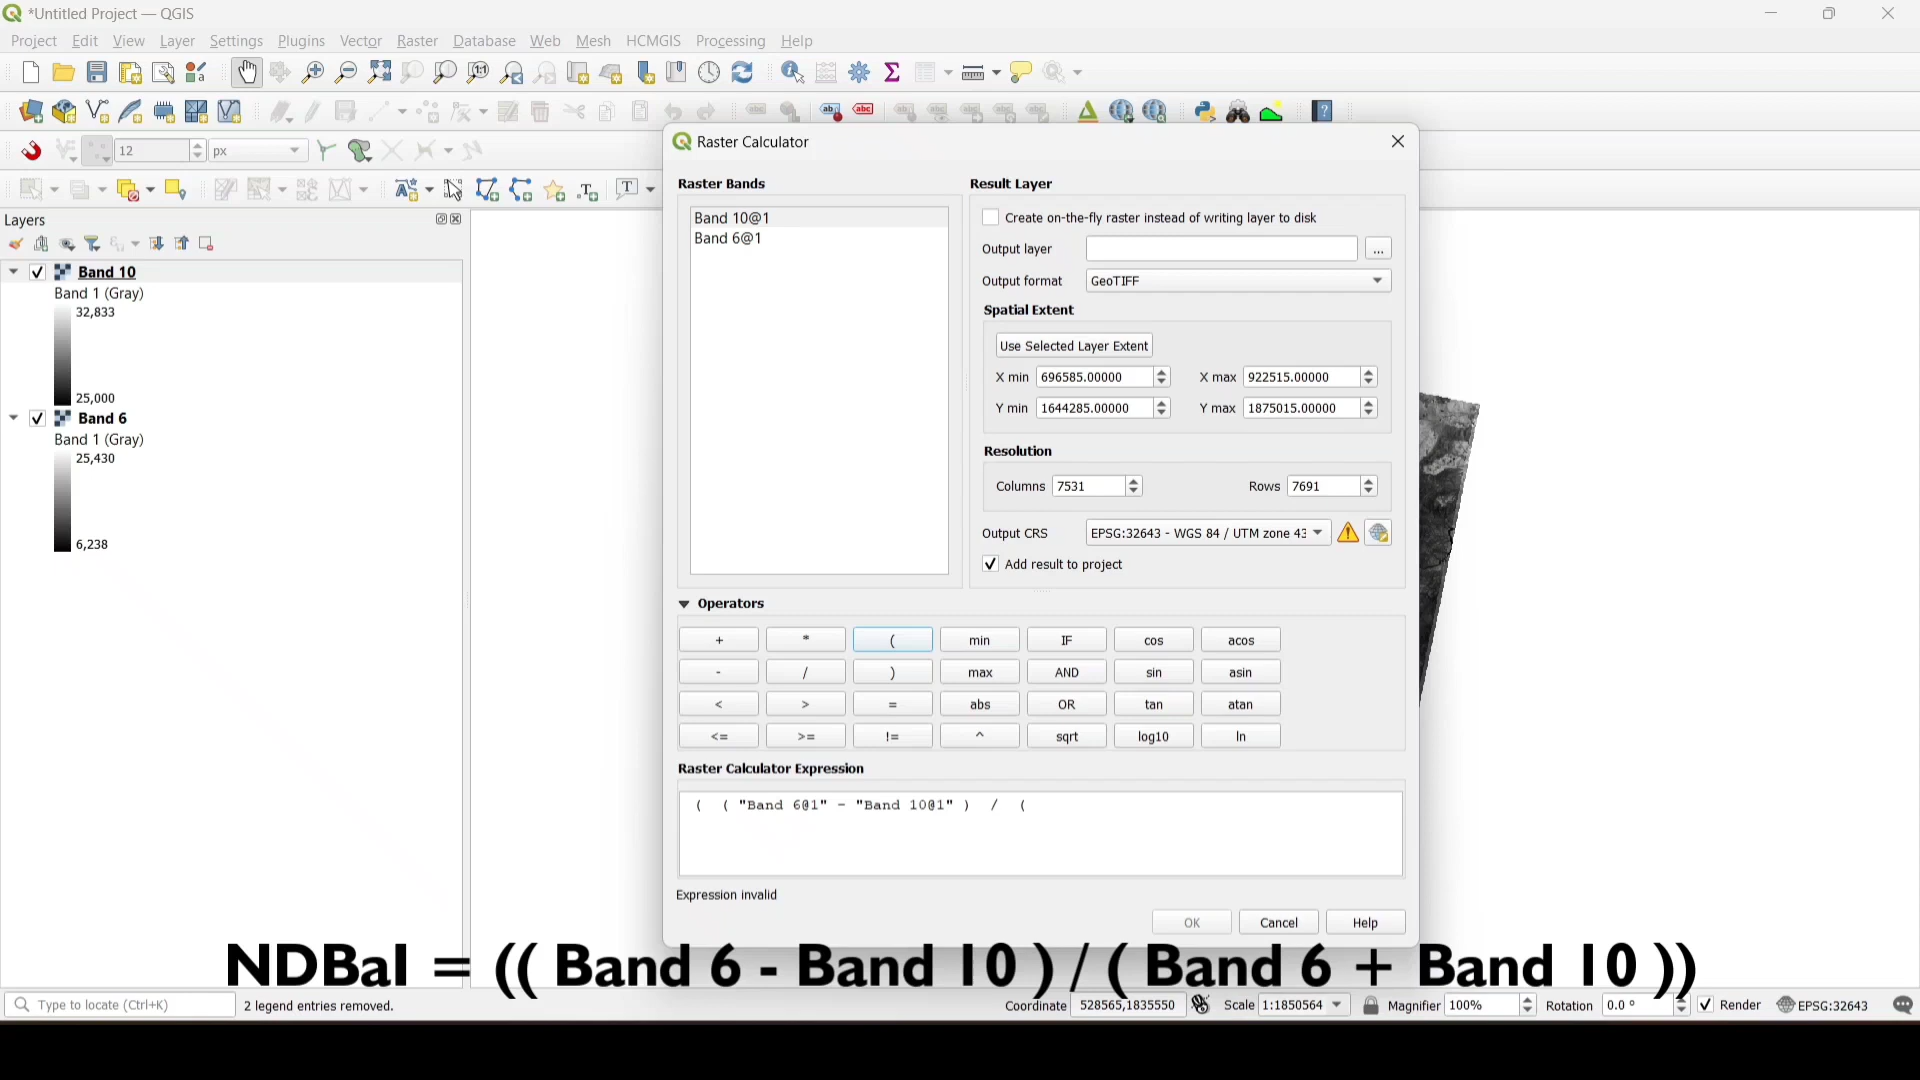 *Untitled Project — QGIS
Project Edit View Layer Settings Plugins Vector Raster Database Web Mesh HCMGIS Processing Help
12 px
Raster Calculator
Layers
Band 10
Band 1 (Gray)
32,833
25,000
Band 6
Band 1 (Gray)
25,430
6,238
Raster Bands
Band 10@1
Band 6@1
Result Layer
Create on-the-fly raster instead of writing layer to disk
Output layer ...
Output format GeoTIFF
Spatial Extent
Use Selected Layer Extent
X min 696585.00000 X max 922515.00000
Y min 1644285.00000 Y max 1875015.00000
Resolution
Columns 7531 Rows 7691
Output CRS EPSG:32643 - WGS 84 / UTM zone 43
Add result to project
Operators
+ * ( min IF cos acos
- / ) max AND sin asin
< > = abs OR tan atan
<= >= != ^ sqrt log10 ln
Raster Calculator Expression
( ( "Band 6@1" - "Band 10@1" ) / (
Expression invalid
OK Cancel Help
NDBaI = (( Band 6 - Band 10 ) / ( Band 6 + Band 10 ))
Type to locate (Ctrl+K) 2 legend entries removed. Coordinate 528565,1835550 Scale 1:1850564 Magnifier 100% Rotation 0.0 ° Render EPSG:32643